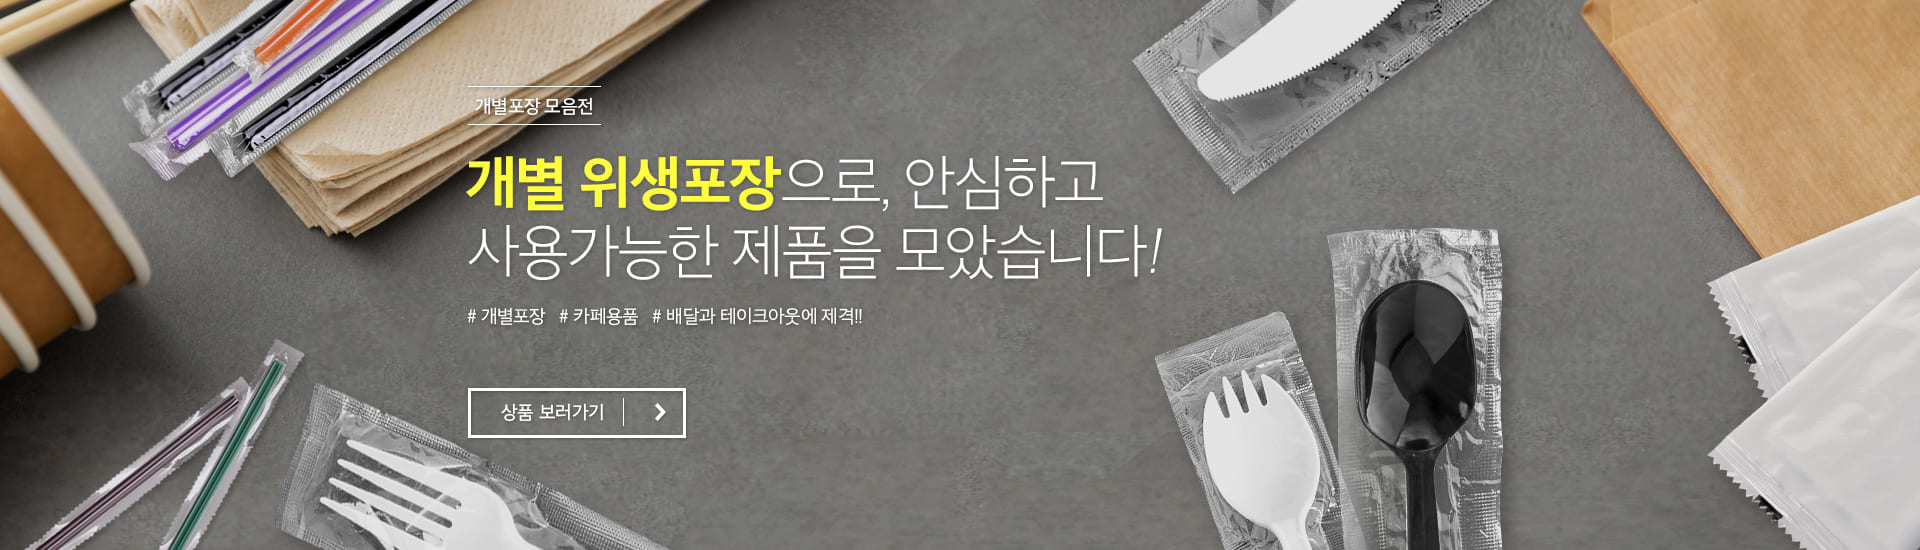 개별포장 모음전
개별 위생포장으로, 안심하고
사용가능한 제품을 모았습니다!
# 개별포장 # 카페용품 # 배달과 테이크아웃에 제격!!
상품 보러가기